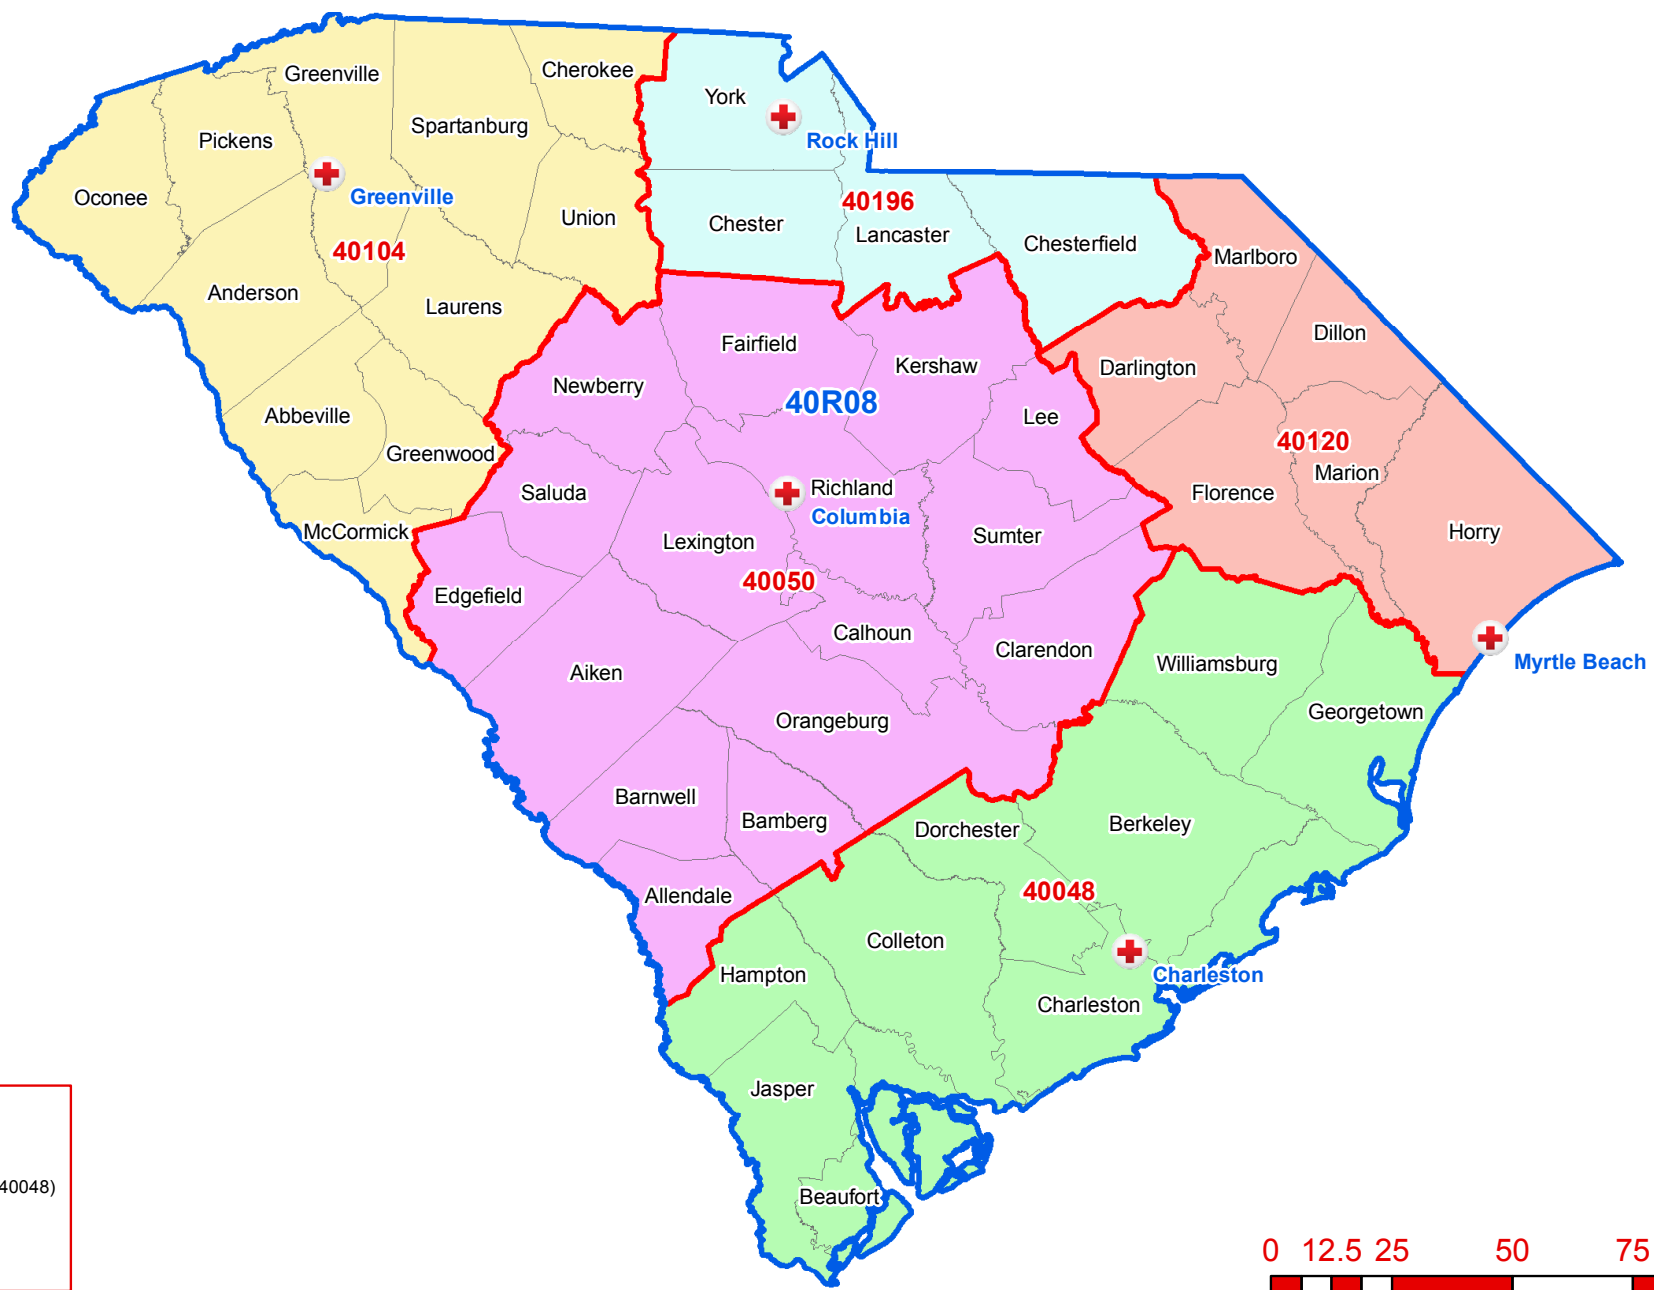 Greenville
Cherokee
York
Spartanburg
Pickens
Rock Hill
Oconee
Greenville
40196
Union
Chester
Lancaster
Chesterfield
40104
Marlboro
Anderson
Laurens
Dillon
Fairfield
Kershaw
Darlington
Newberry
40R08
Abbeville
Lee
40120
Greenwood
Marion
Saluda
Richland
Florence
Columbia
McCormick
Lexington
Sumter
Horry
40050
Edgefield
Calhoun
Clarendon
Williamsburg
Myrtle Beach
Aiken
Orangeburg
Georgetown
Barnwell
Bamberg
Dorchester
Berkeley
Allendale
40048
Colleton
Hampton
Charleston
Charleston
Jasper
40048)
Beaufort
0 12.5 25 50 75